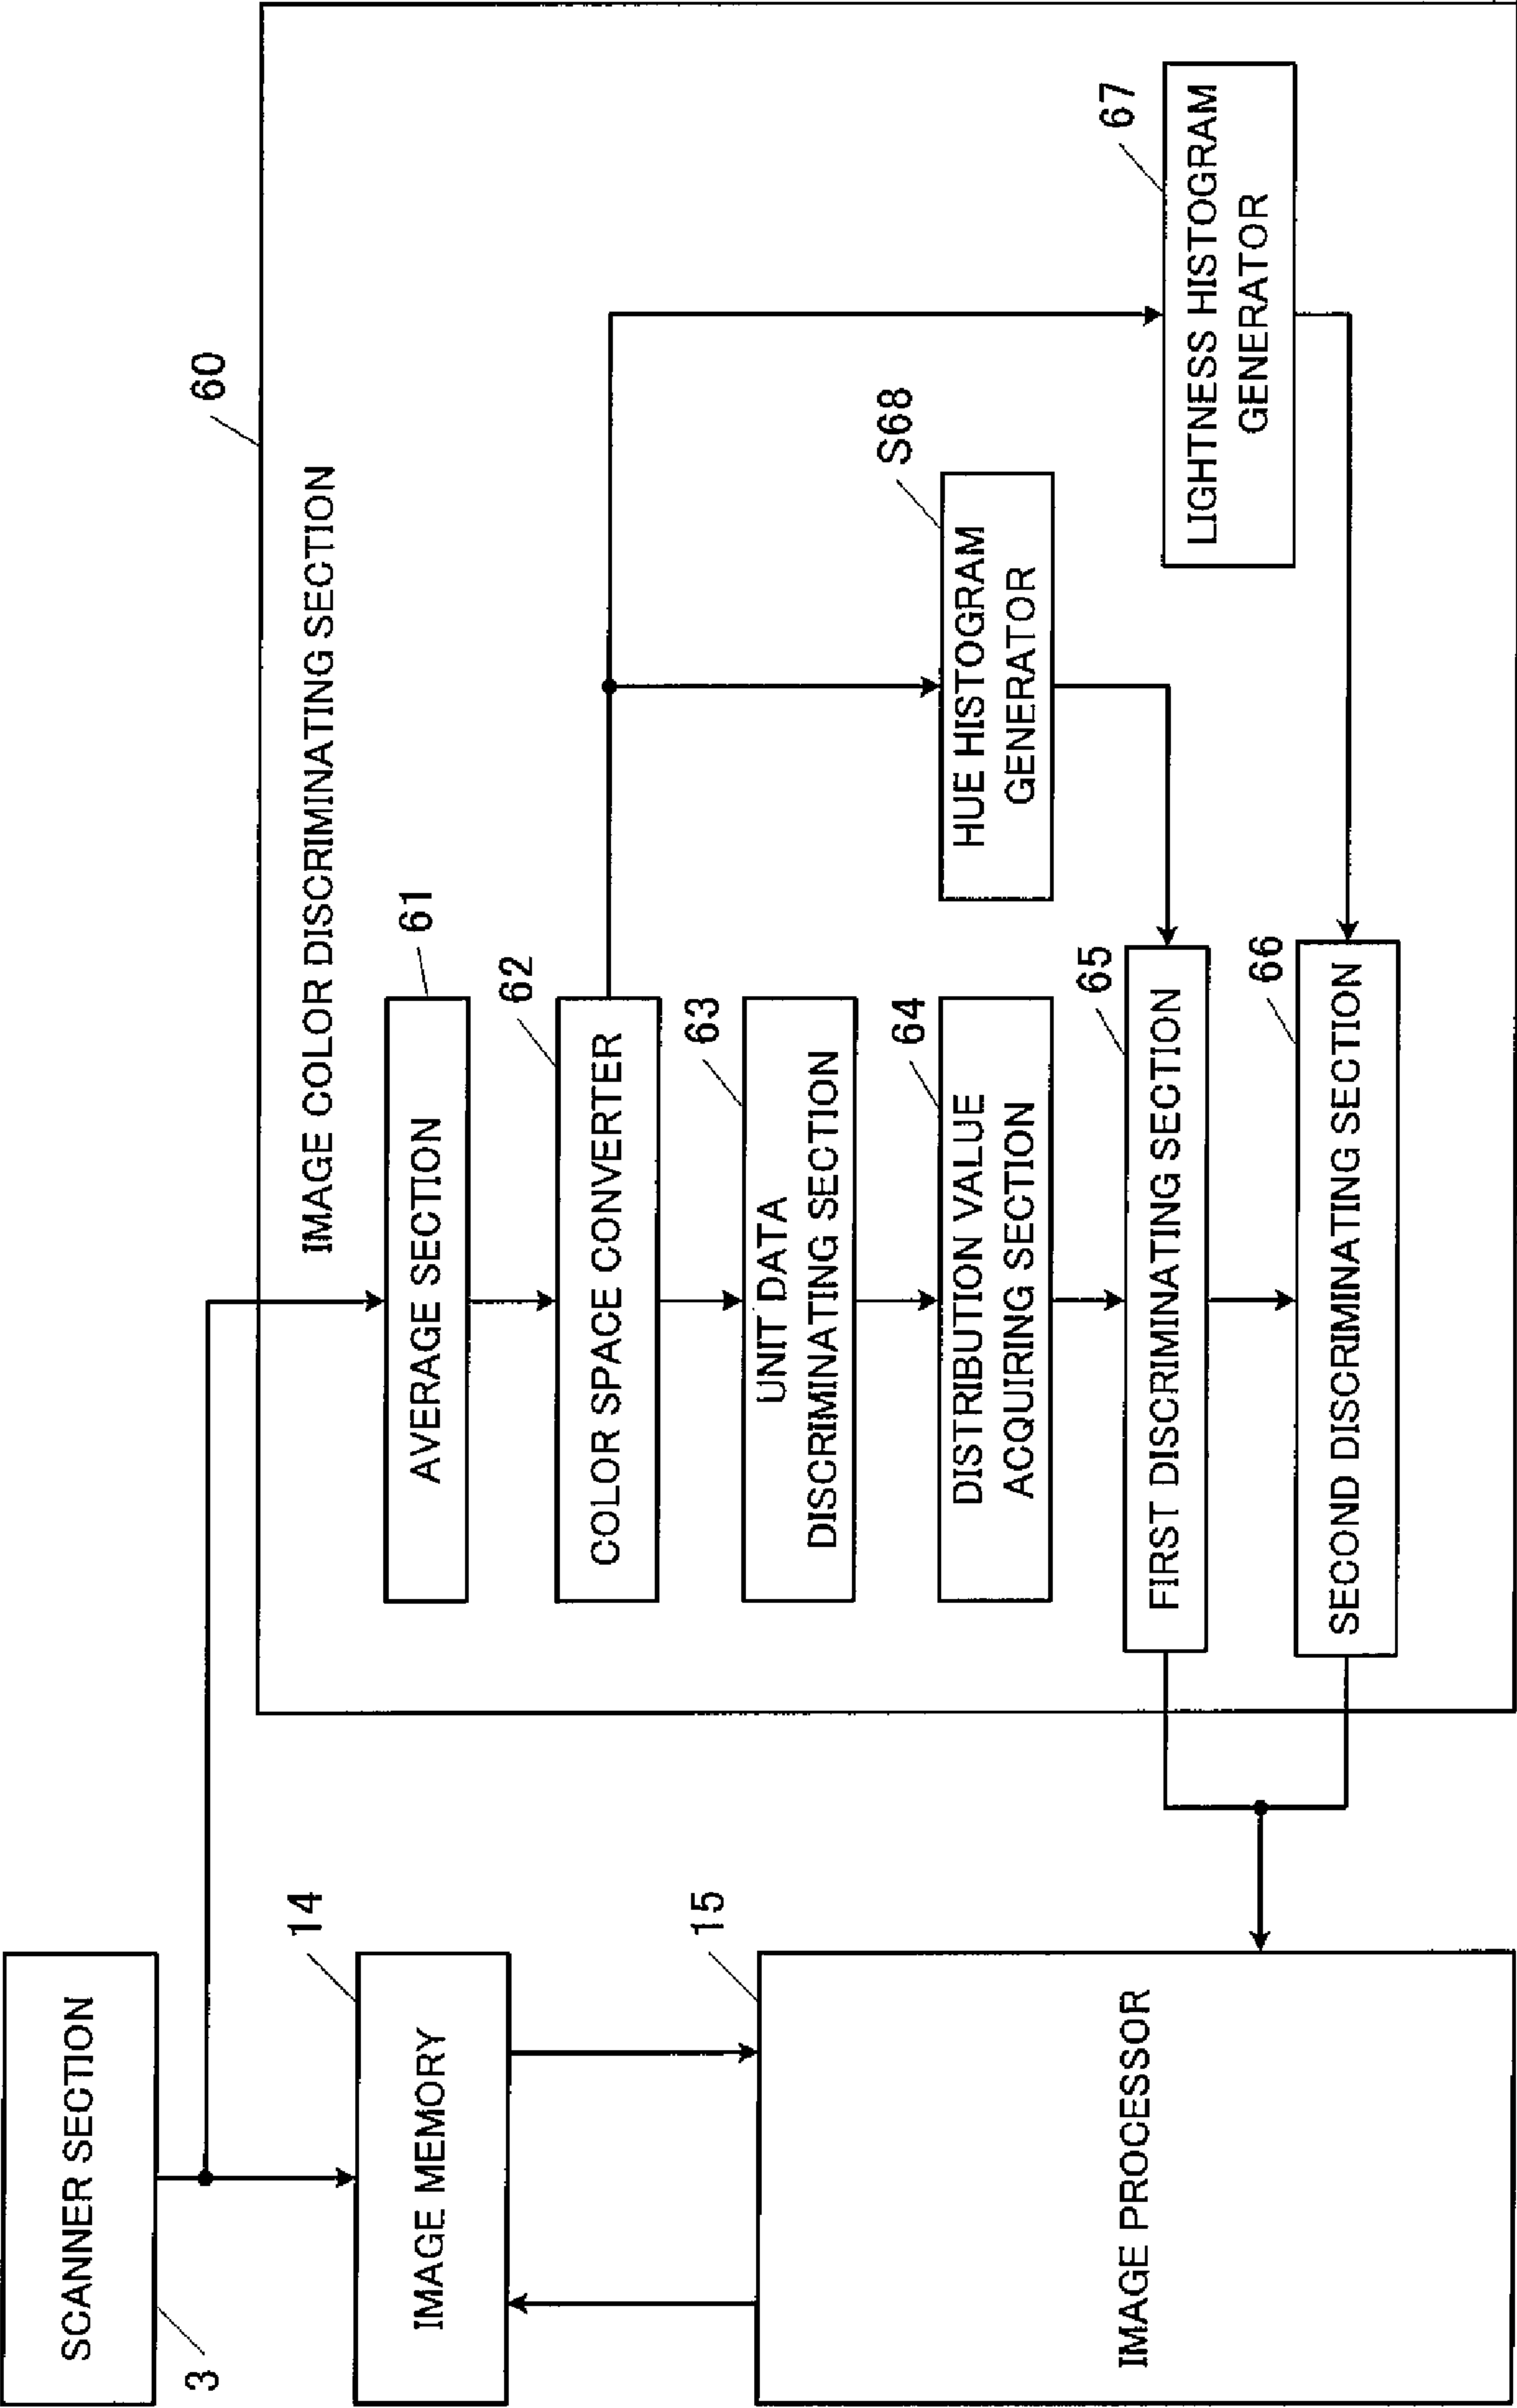 SCANNER SECTION
3
14
IMAGE MEMORY
15
IMAGE PROCESSOR
60
IMAGE COLOR DISCRIMINATING SECTION
61
AVERAGE SECTION
62
COLOR SPACE CONVERTER
63
UNIT DATA
DISCRIMINATING SECTION
64
DISTRIBUTION VALUE
ACQUIRING SECTION
65
FIRST DISCRIMINATING SECTION
66
SECOND DISCRIMINATING SECTION
S68
HUE HISTOGRAM
GENERATOR
67
LIGHTNESS HISTOGRAM
GENERATOR